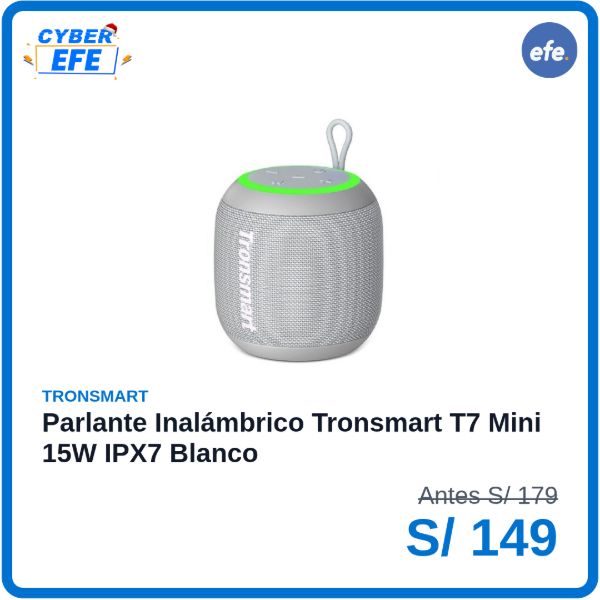 CYBER
EFE
efe.
Tronsmart
TRONSMART
Parlante Inalámbrico Tronsmart T7 Mini
15W IPX7 Blanco
Antes S/ 179
S/ 149